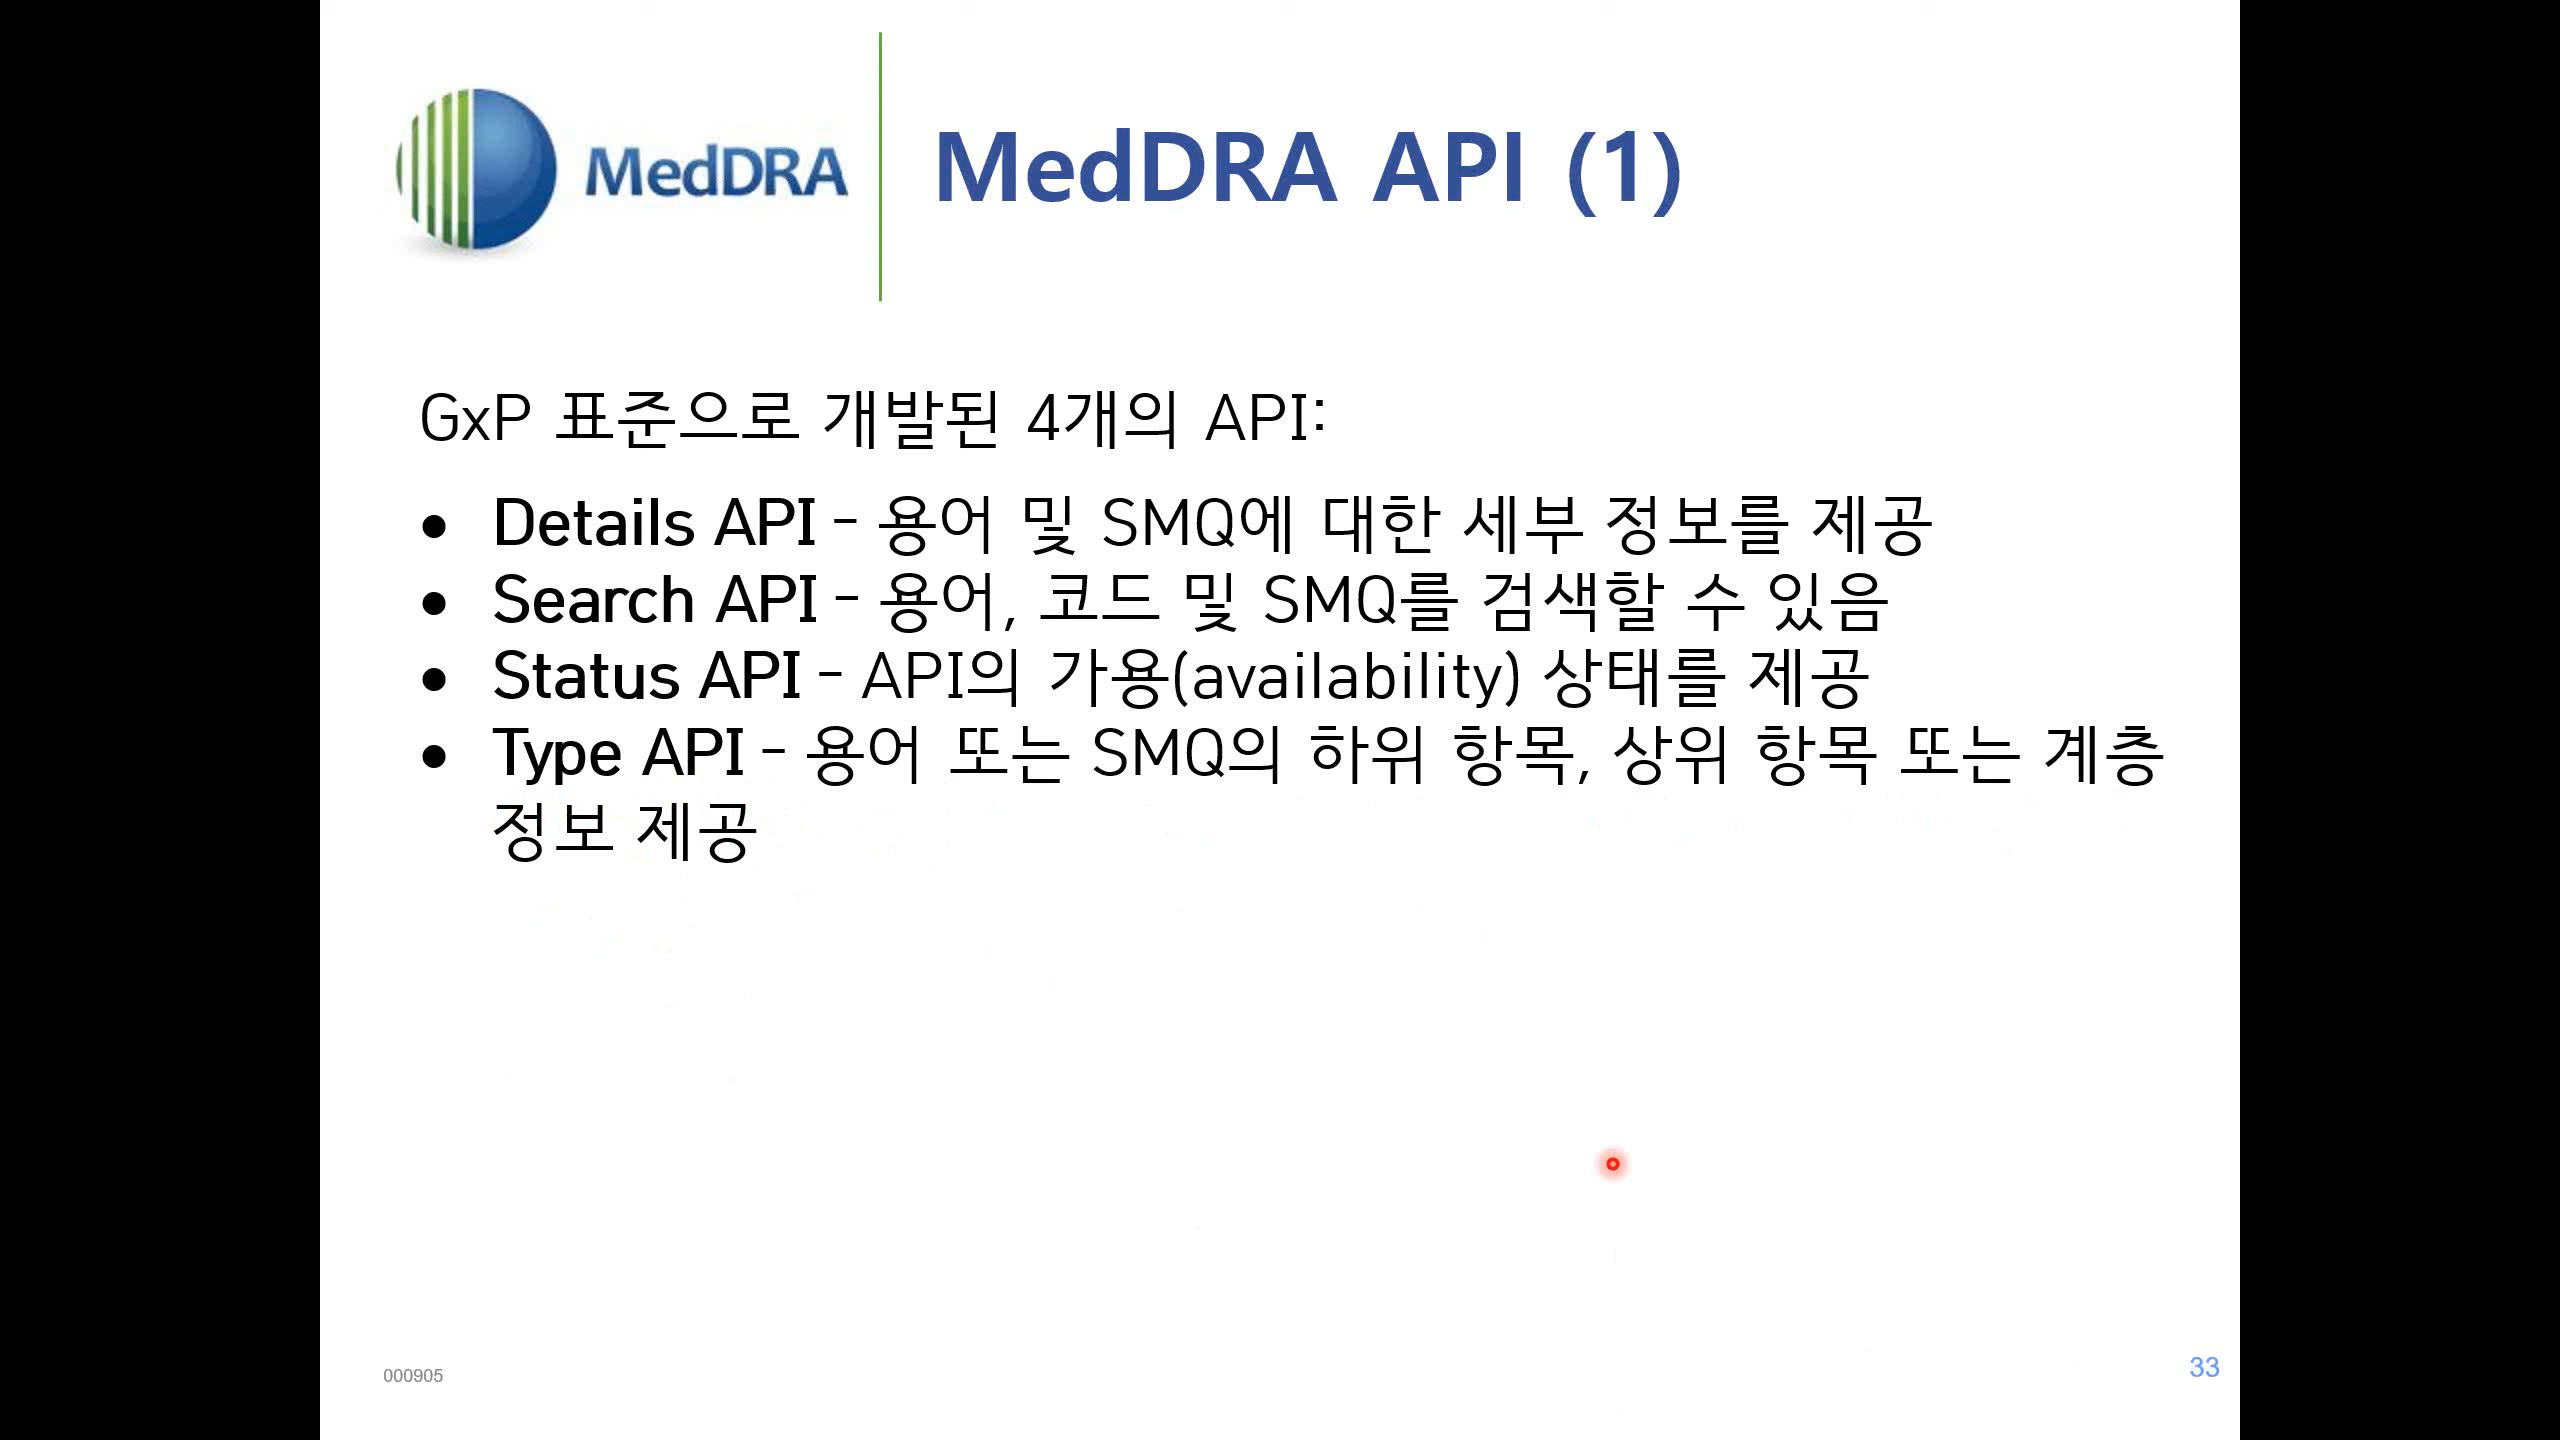 MedDRA
MedDRA API (1)
GxP 표준으로 개발된 4개의 API:
• Details API - 용어 및 SMQ에 대한 세부 정보를 제공
• Search API - 용어, 코드 및 SMQ를 검색할 수 있음
• Status API - API의 가용(availability) 상태를 제공
• Type API - 용어 또는 SMQ의 하위 항목, 상위 항목 또는 계층
정보 제공
000905
33